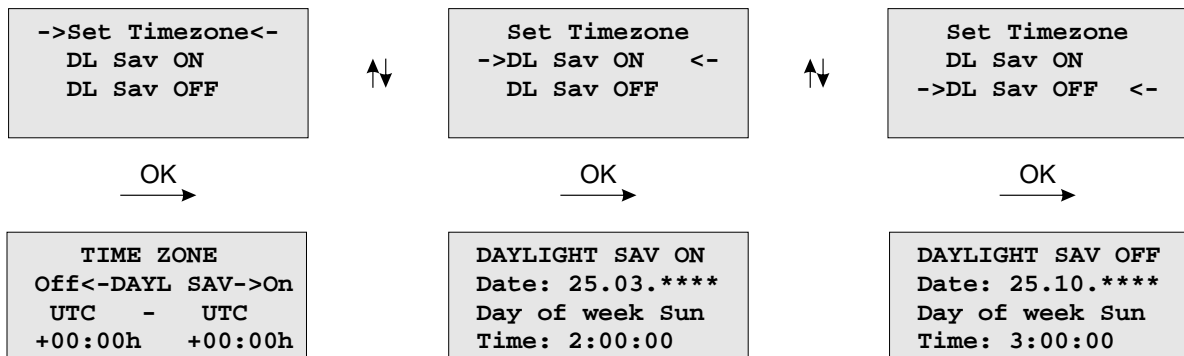 ->Set Timezone<-
DL Sav ON
DL Sav OFF
Set Timezone
->DL Sav ON <-
DL Sav OFF
Set Timezone
DL Sav ON
->DL Sav OFF <-
OK
OK
OK
TIME ZONE
Off<-DAYL SAV->On
UTC - UTC
+00:00h +00:00h
DAYLIGHT SAV ON
Date: 25.03.****
Day of week Sun
Time: 2:00:00
DAYLIGHT SAV OFF
Date: 25.10.****
Day of week Sun
Time: 3:00:00